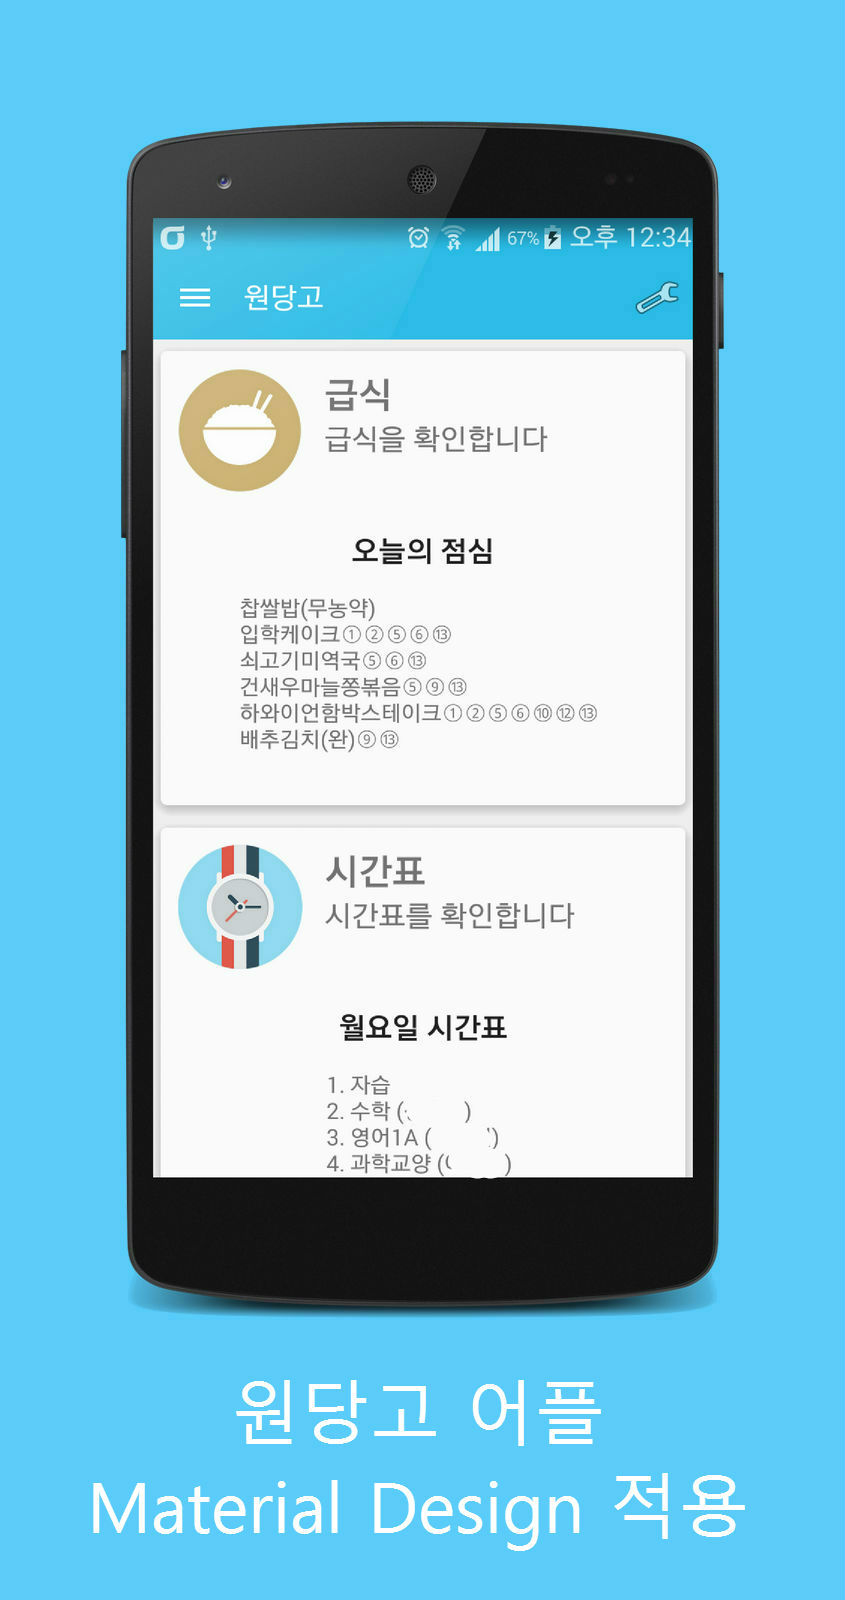 67% 오후 12:34
원당고
급식
급식을 확인합니다
오늘의 점심
찹쌀밥(무농약)
입학케이크①②⑤⑥⑬
쇠고기미역국⑤⑥⑬
건새우마늘쫑볶음⑤⑨⑬
하와이언함박스테이크①②⑤⑥⑩⑫⑬
배추김치(완)⑨⑬
시간표
시간표를 확인합니다
월요일 시간표
1. 자습
2. 수학 ( )
3. 영어1A ( )
4. 과학교양 ( )
원당고 어플
Material Design 적용